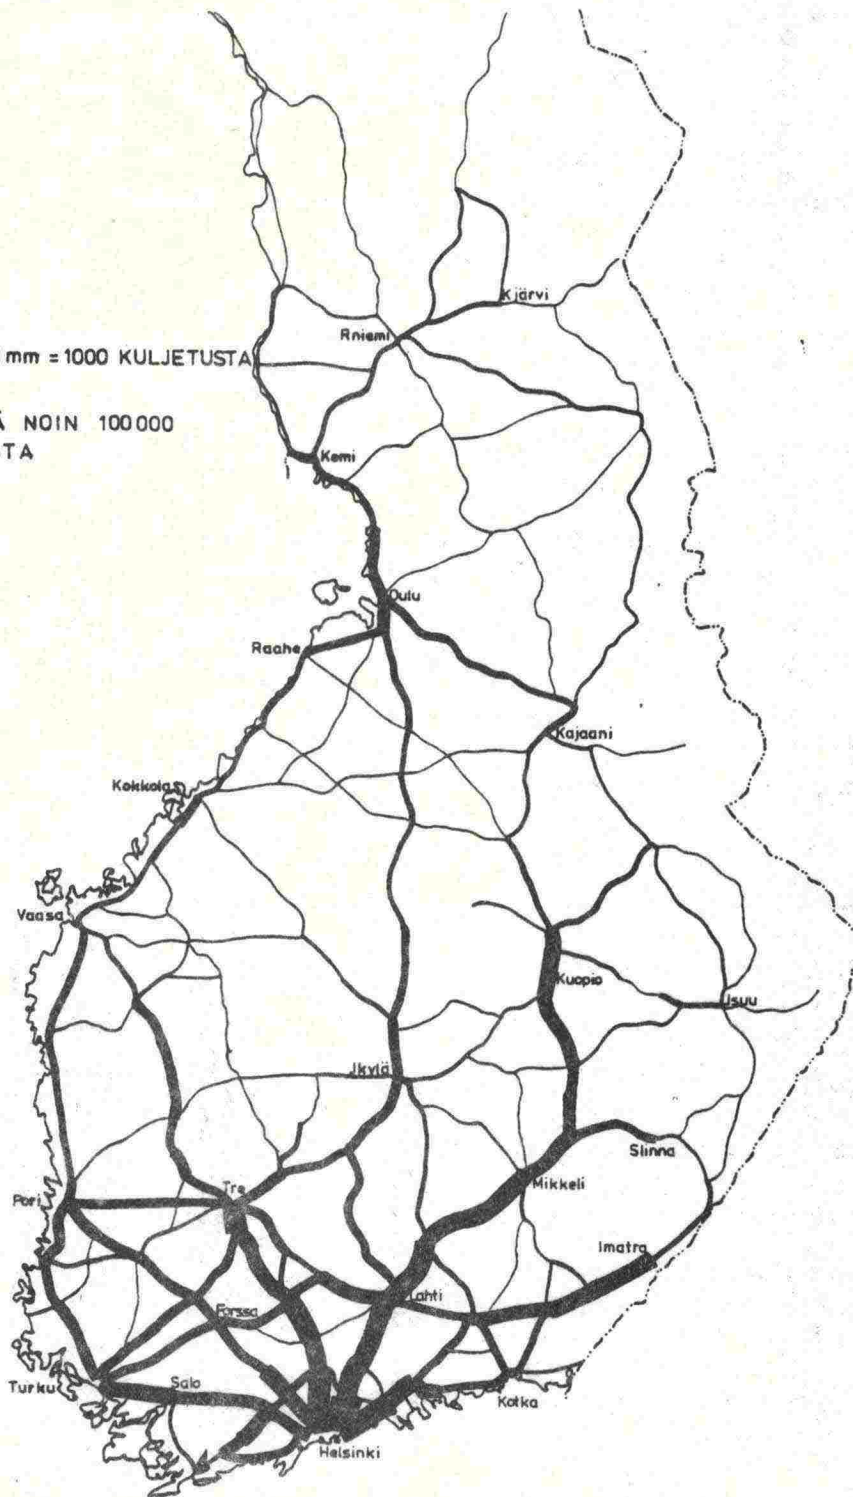 mm = 1000 KULJETUSTA
NOIN 100000
Kjärvi
Rniemi
Kemi
Oulu
Raahe
Kajaani
Kokkola
Vaasa
Kuopio
Jsuu
Jkylä
Slinna
Mikkeli
Pori
Tre
Imatra
Lahti
Forssa
Turku
Salo
Kotka
Helsinki